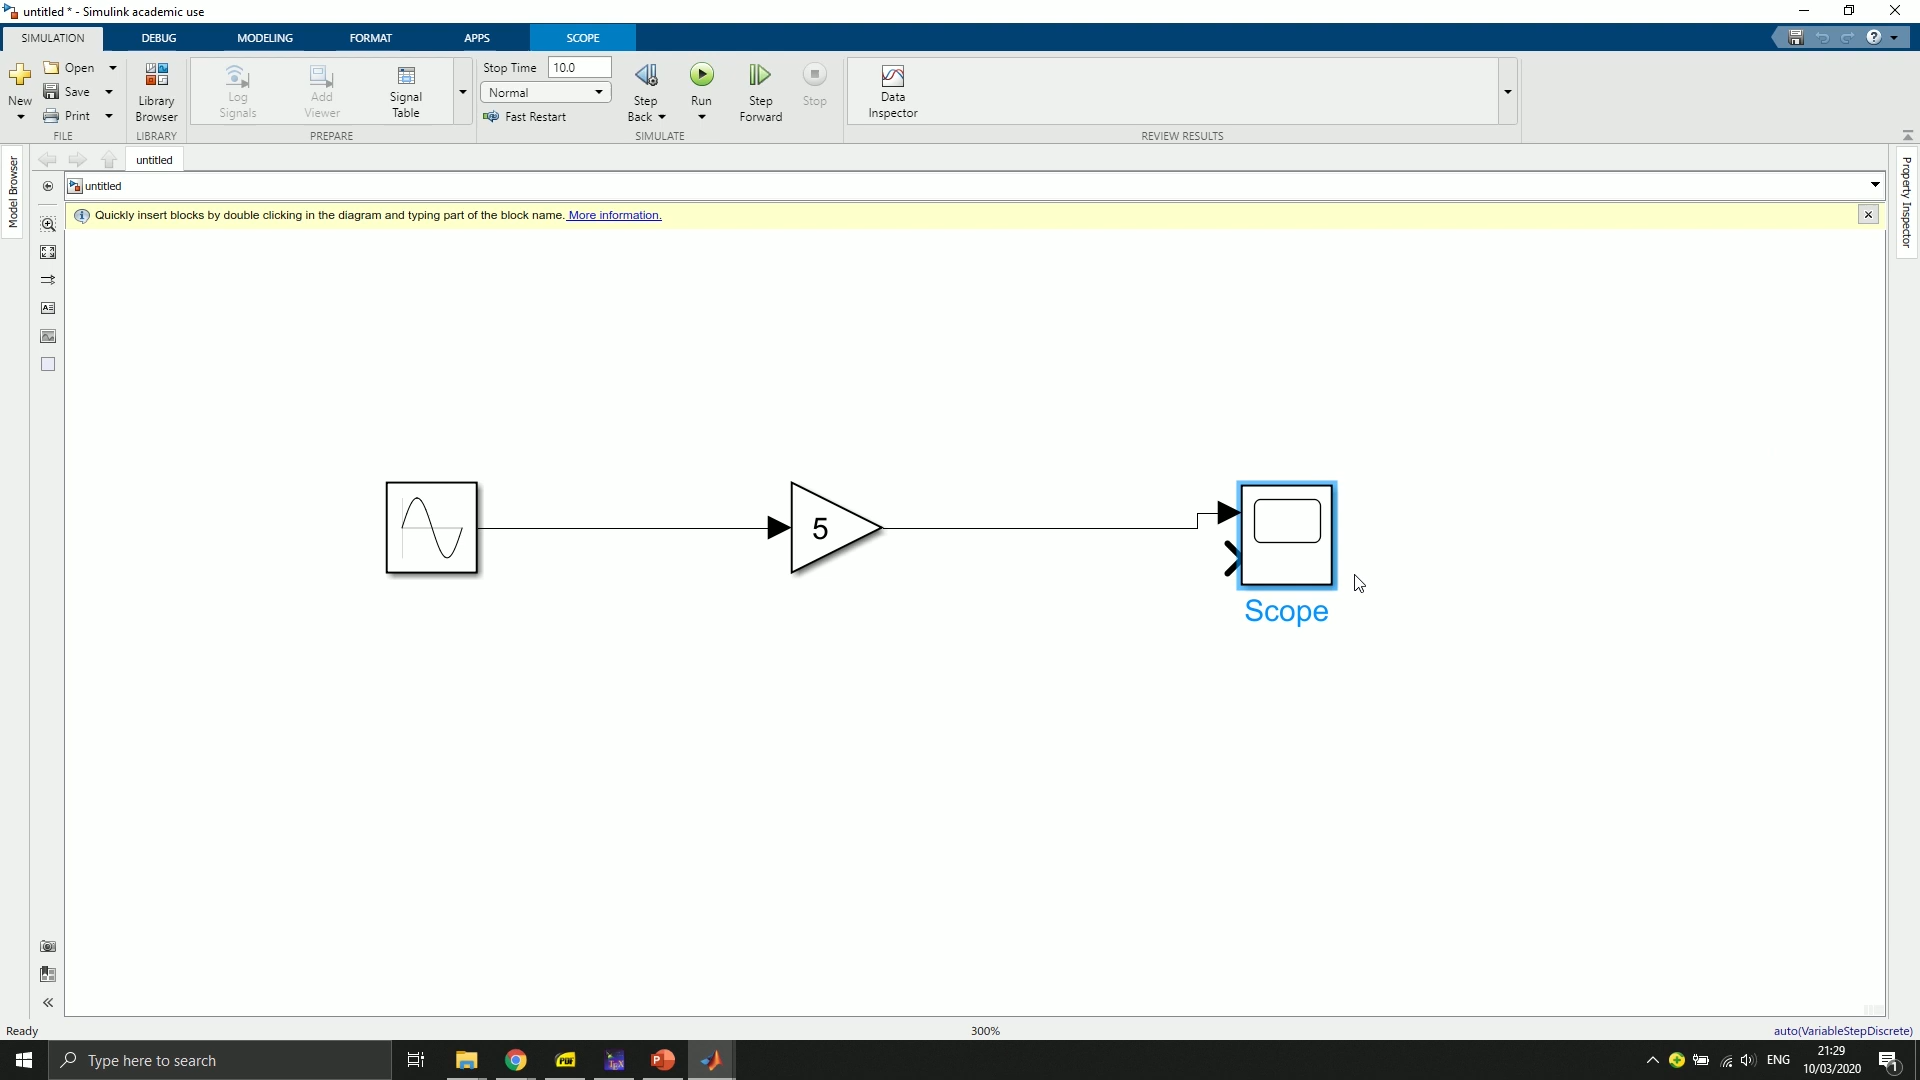 untitled * - Simulink academic use
SIMULATION DEBUG MODELING FORMAT APPS SCOPE
New
Open
Save
Print
FILE
Library
Browser
LIBRARY
Log
Signals
Add
Viewer
Signal
Table
PREPARE
Stop Time 10.0
Normal
Fast Restart
Step
Back
Run
Step
Forward
Stop
SIMULATE
Data
Inspector
REVIEW RESULTS
Model Browser
untitled
untitled
Quickly insert blocks by double clicking in the diagram and typing part of the block name. More information.
Property Inspector
5
Scope
Ready
300%
auto(VariableStepDiscrete)
Type here to search
PDF
TEX
P
ENG
21:29
10/03/2020
1